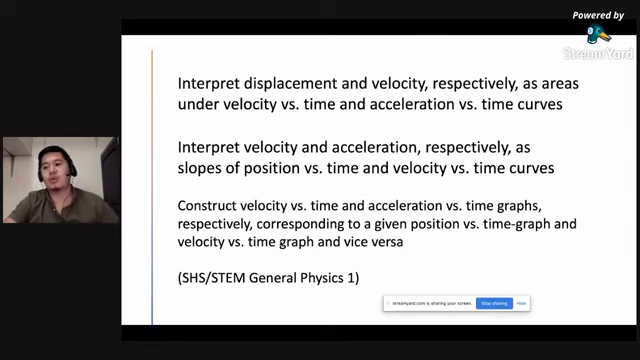 Powered by
StreamYard
Interpret displacement and velocity, respectively, as areas
under velocity vs. time and acceleration vs. time curves
Interpret velocity and acceleration, respectively, as
slopes of position vs. time and velocity vs. time curves
Construct velocity vs. time and acceleration vs. time graphs,
respectively, corresponding to a given position vs. time-graph and
velocity vs. time graph and vice versa
(SHS/STEM General Physics 1)
streamyard.com is sharing your screen. Stop sharing Hide